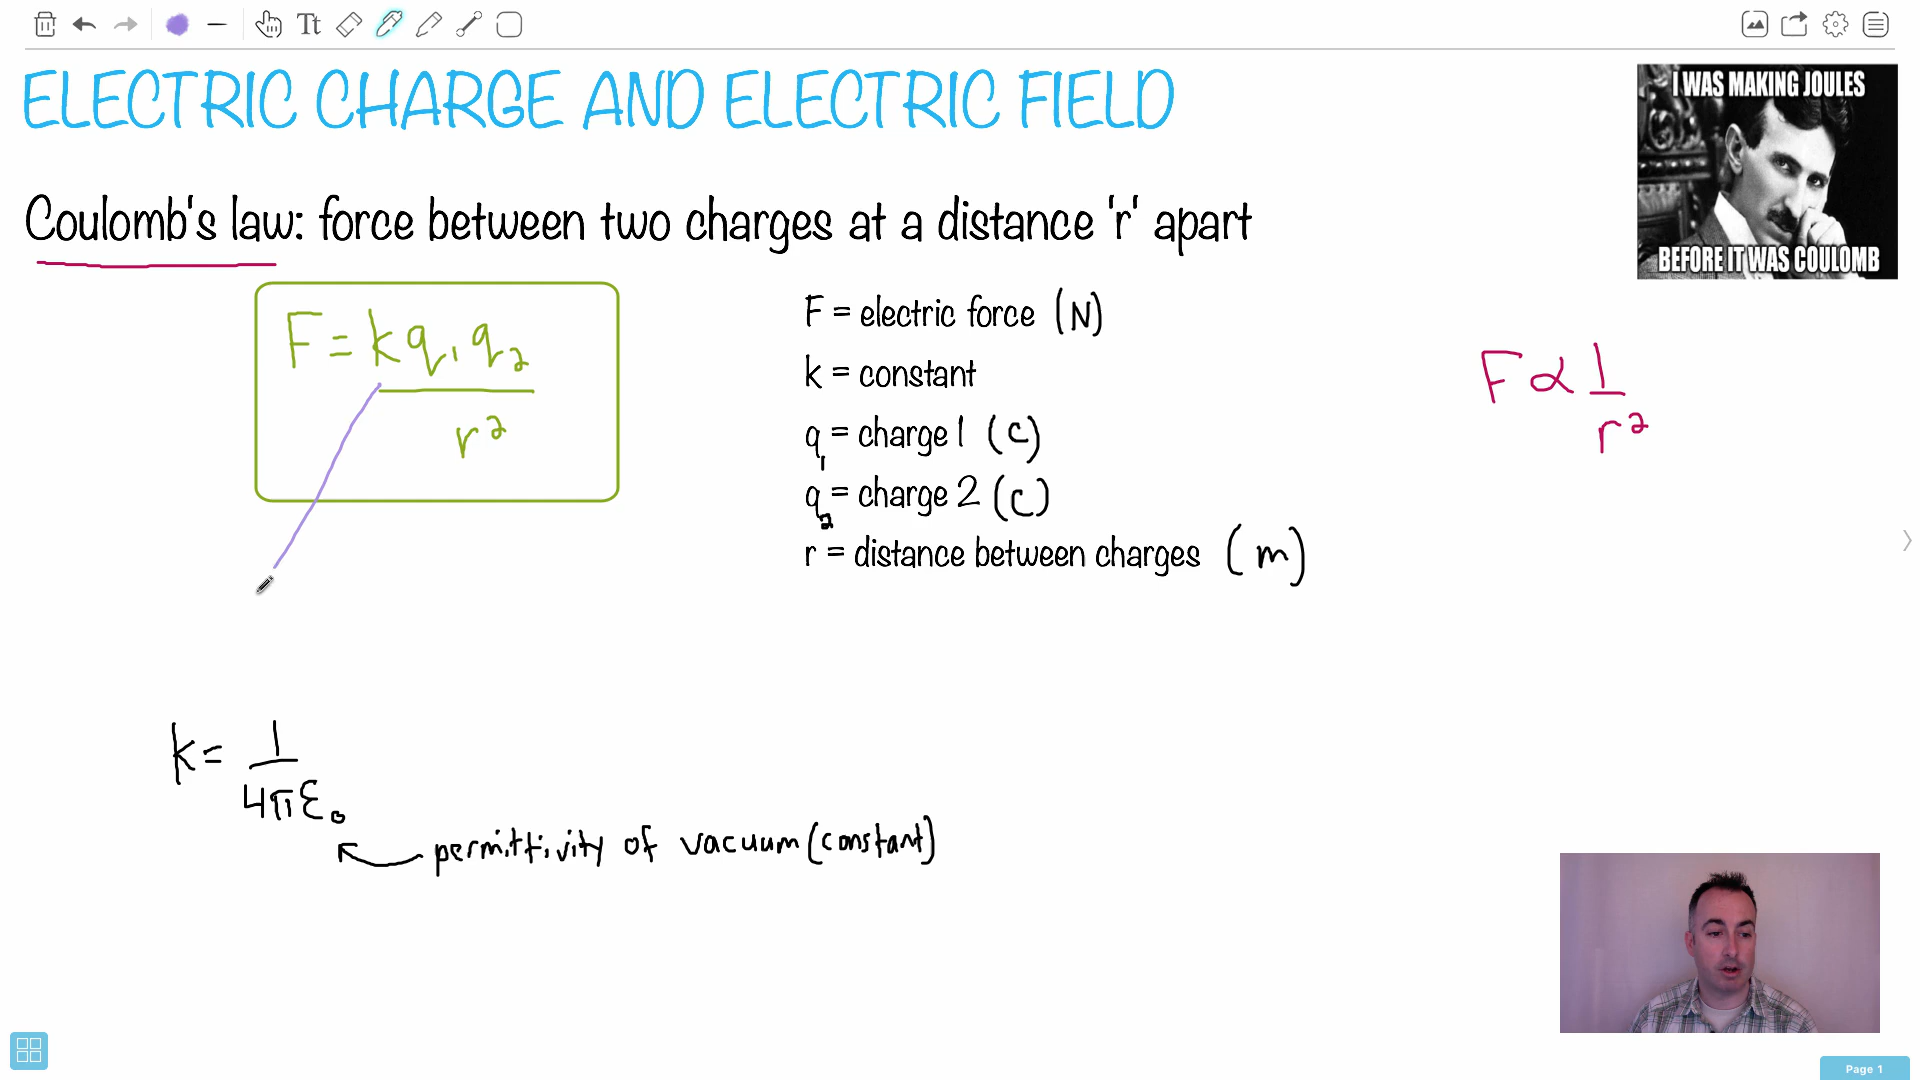 Tt
ELECTRIC CHARGE AND ELECTRIC FIELD
I WAS MAKING JOULES
BEFORE IT WAS COULOMB
Coulomb's law: force between two charges at a distance 'r' apart
F = kq₁q₂
r²
F = electric force (N)
k = constant
q₁ = charge 1 (C)
q₂ = charge 2 (C)
r = distance between charges (m)
F ∝ 1
r²
k = 1
4πε₀
permittivity of vacuum (constant)
Page 1